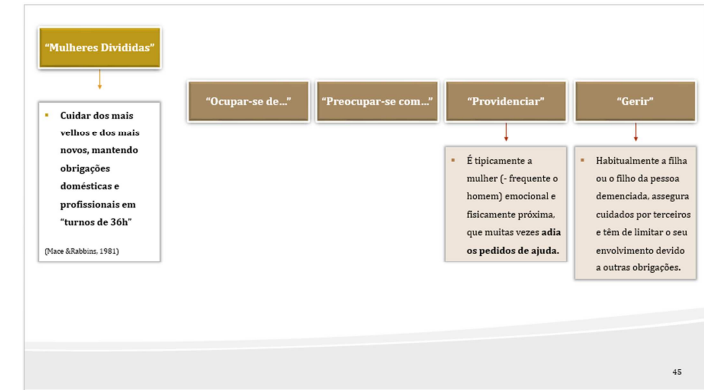 “Mulheres Divididas”
• Cuidar dos mais
velhos e dos mais
novos, mantendo
obrigações
domésticas e
profissionais em
“turnos de 36h”
(Mace &Rabbins, 1981)
“Ocupar-se de…”
“Preocupar-se com…”
“Providenciar”
• É tipicamente a
mulher (- frequente o
homem) emocional e
fisicamente próxima,
que muitas vezes adia
os pedidos de ajuda.
“Gerir”
• Habitualmente a filha
ou o filho da pessoa
demenciada, assegura
cuidados por terceiros
e têm de limitar o seu
envolvimento devido
a outras obrigações.
45